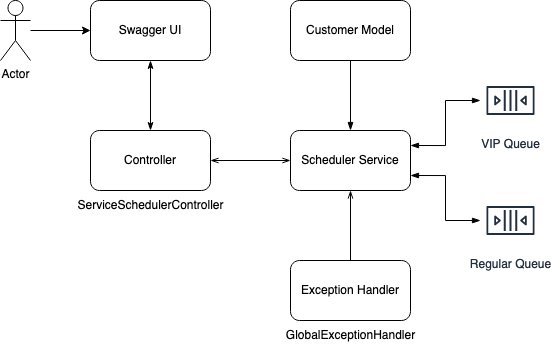 Swagger UI
Customer Model
Actor
VIP Queue
Controller
Scheduler Service
ServiceSchedulerController
Regular Queue
Exception Handler
GlobalExceptionHandler